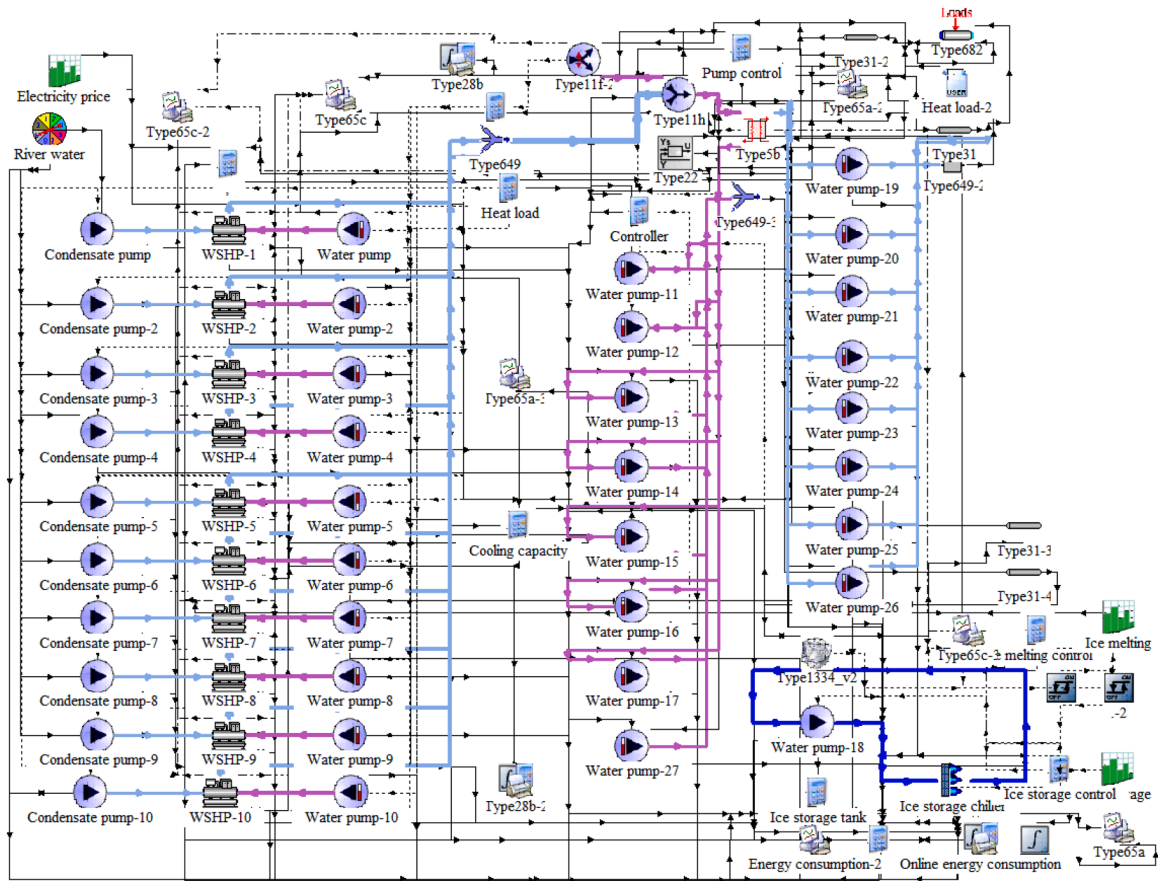 Loads
Type682
Type31-2
Pump control
Type28b
Type11f-2
Electricity price
Type65c
Type65c-2
Type65a-2
Heat load-2
Type11h
River water
Type649
Type22
Type5b
Type31
Water pump-19
Type649-2
Heat load
Type649-3
Controller
Condensate pump
WSHP-1
Water pump
Water pump-20
Water pump-11
Water pump-21
Condensate pump-2
WSHP-2
Water pump-2
Water pump-12
Water pump-22
Condensate pump-3
WSHP-3
Water pump-3
Type65a-3
Water pump-13
Water pump-23
Condensate pump-4
WSHP-4
Water pump-4
Water pump-14
Water pump-24
Condensate pump-5
WSHP-5
Water pump-5
Cooling capacity
Water pump-15
Water pump-25
Type31-3
Condensate pump-6
WSHP-6
Water pump-6
Water pump-26
Type31-4
Condensate pump-7
WSHP-7
Water pump-7
Water pump-16
Ice melting
Type65c-3
melting control
Type1334_v2
Condensate pump-8
WSHP-8
Water pump-8
Water pump-17
-2
Water pump-18
Condensate pump-9
WSHP-9
Water pump-9
Water pump-27
Ice storage control
age
Type28b-2
Ice storage chiller
Condensate pump-10
WSHP-10
Water pump-10
Ice storage tank
Energy consumption-2
Online energy consumption
Type65a